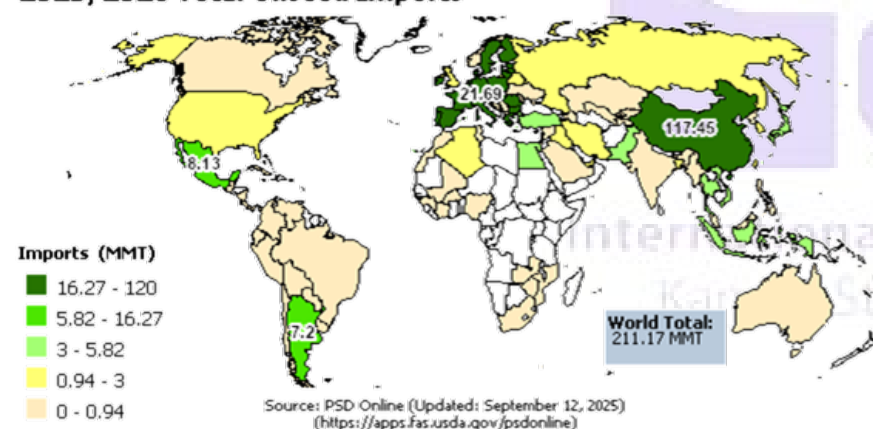 21.69
117.45
8.13
7.2
Imports (MMT)
16.27 - 120
5.82 - 16.27
3 - 5.82
0.94 - 3
0 - 0.94
World Total:
211.17 MMT
Source: PSD Online (Updated: September 12, 2025)
(https://apps.fas.usda.gov/psdonline)